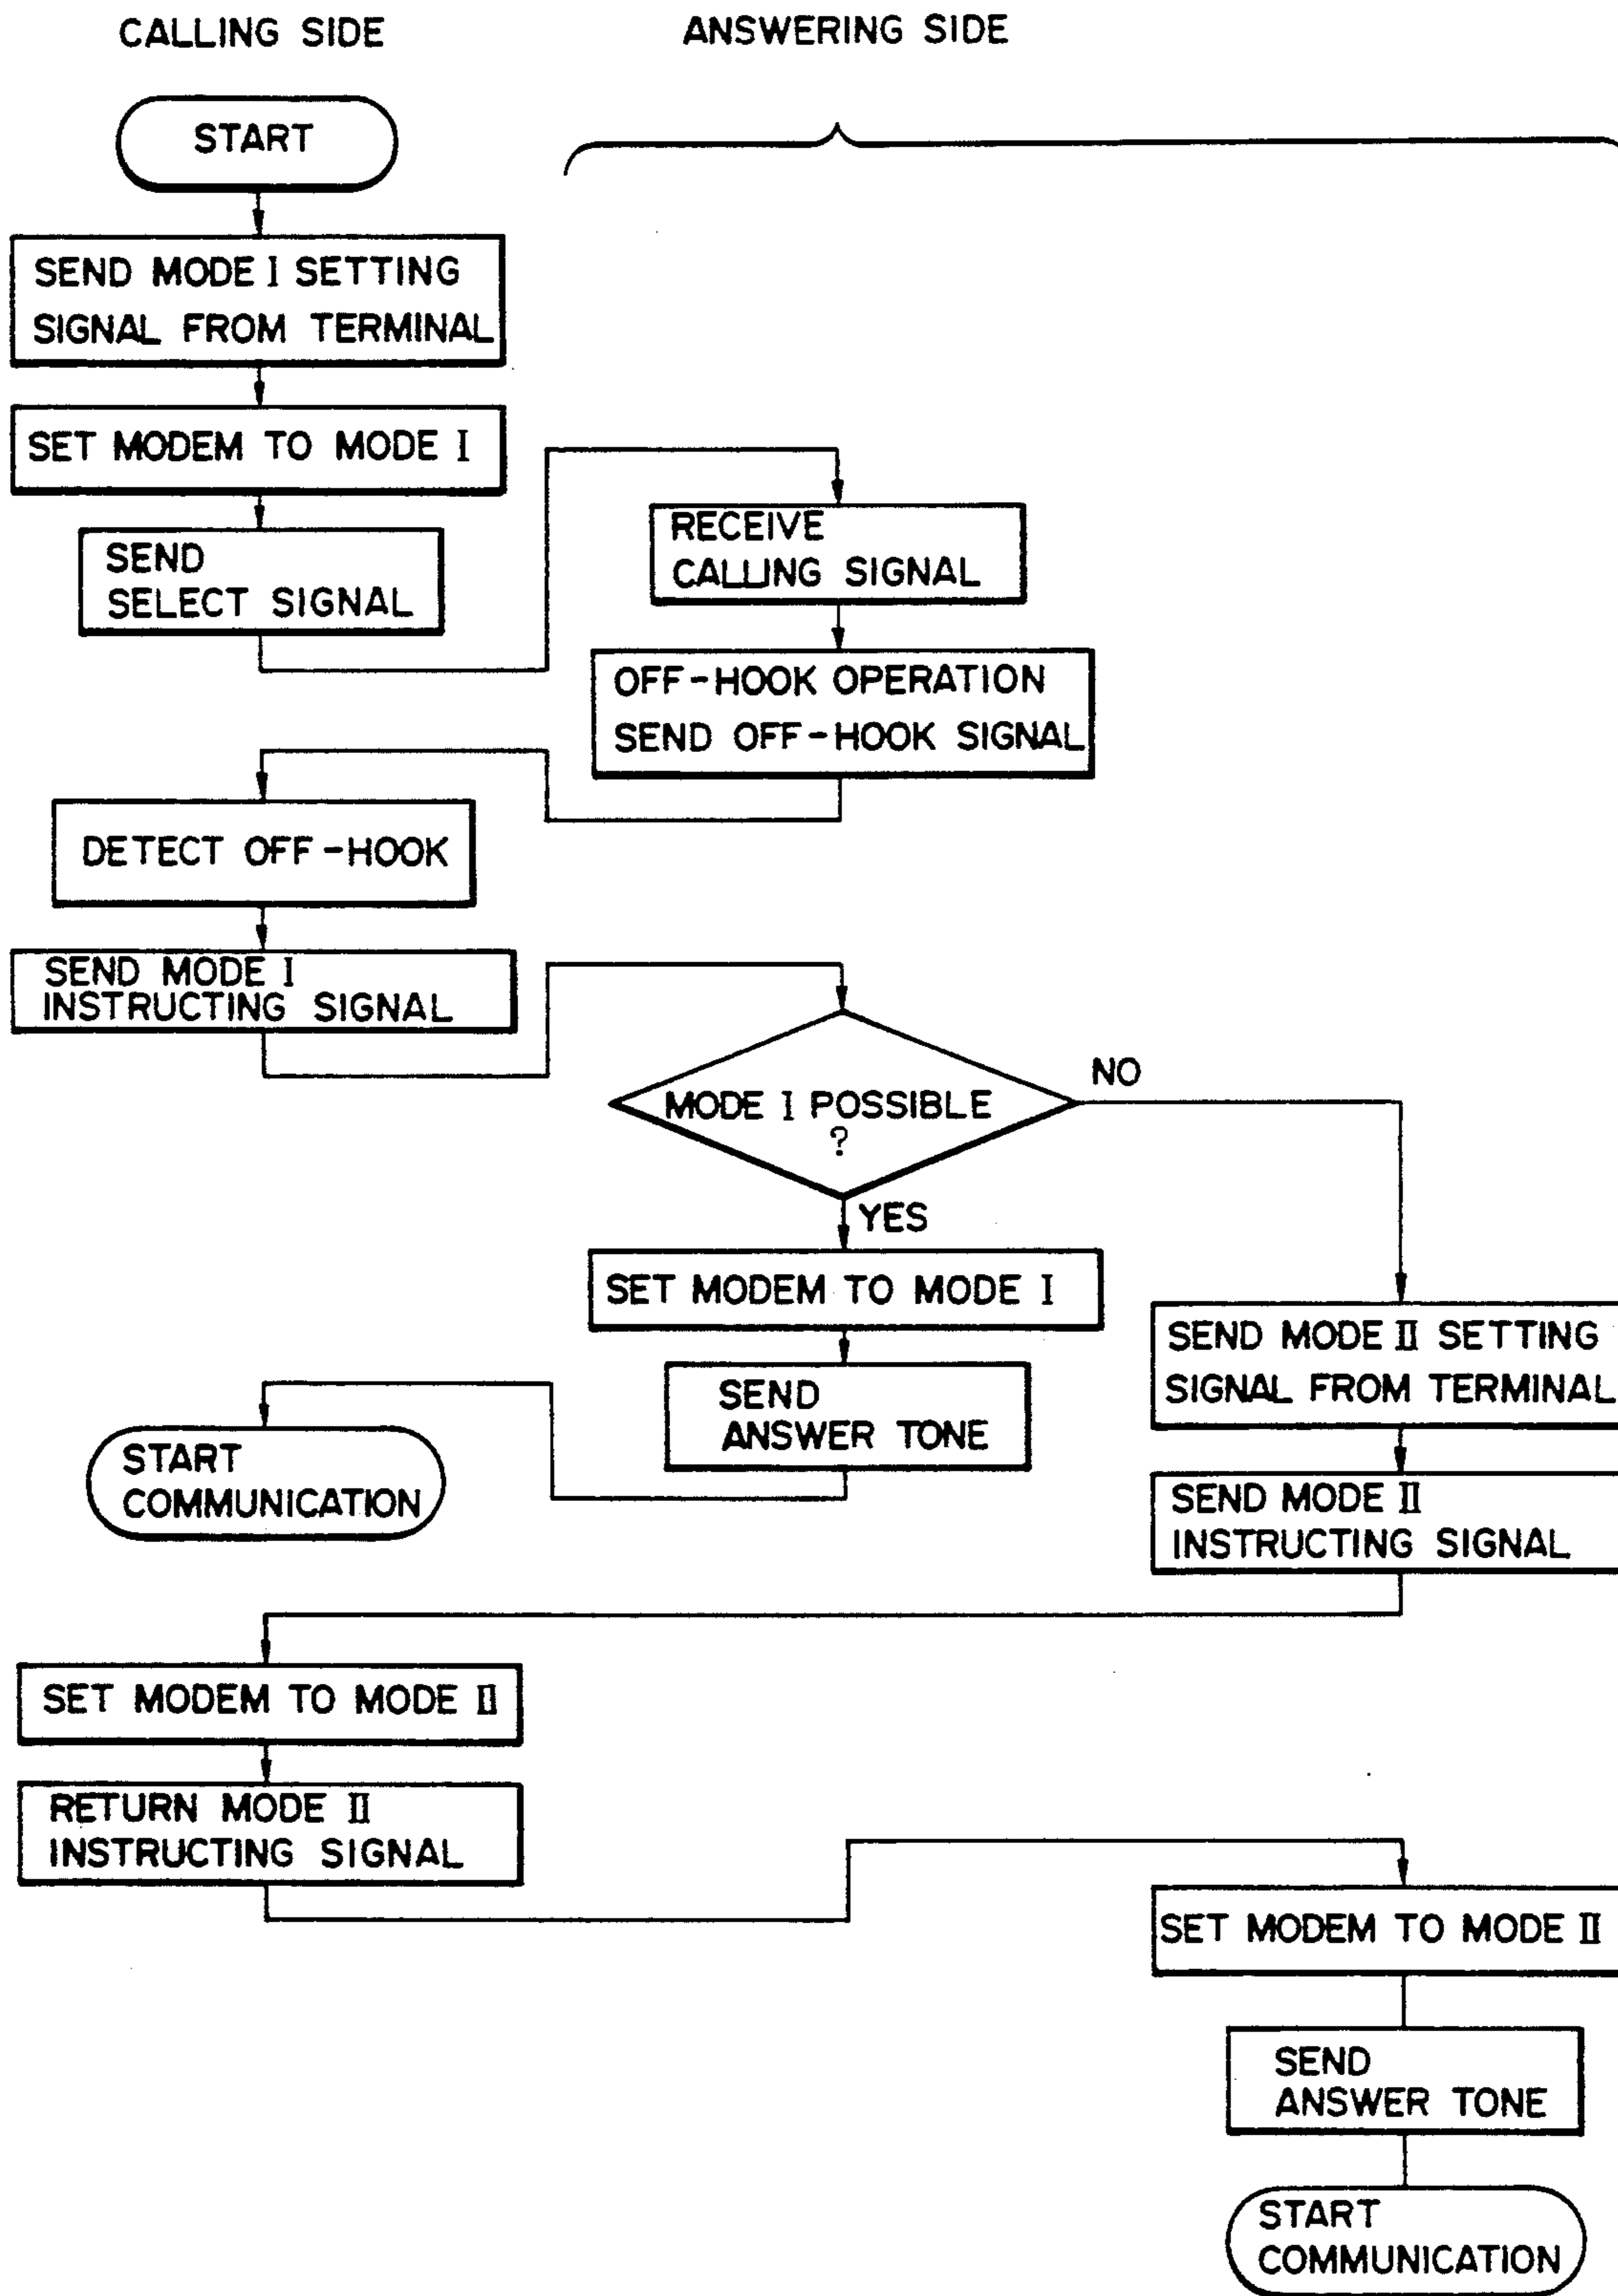 CALLING SIDE
ANSWERING SIDE
START
SEND MODE I SETTING
SIGNAL FROM TERMINAL
SET MODEM TO MODE I
SEND
SELECT SIGNAL
RECEIVE
CALLING SIGNAL
OFF-HOOK OPERATION
SEND OFF-HOOK SIGNAL
DETECT OFF-HOOK
SEND MODE I
INSTRUCTING SIGNAL
MODE I POSSIBLE
?
NO
YES
SET MODEM TO MODE I
SEND
ANSWER TONE
START
COMMUNICATION
SEND MODE II SETTING
SIGNAL FROM TERMINAL
SEND MODE II
INSTRUCTING SIGNAL
SET MODEM TO MODE II
RETURN MODE II
INSTRUCTING SIGNAL
SET MODEM TO MODE II
SEND
ANSWER TONE
START
COMMUNICATION